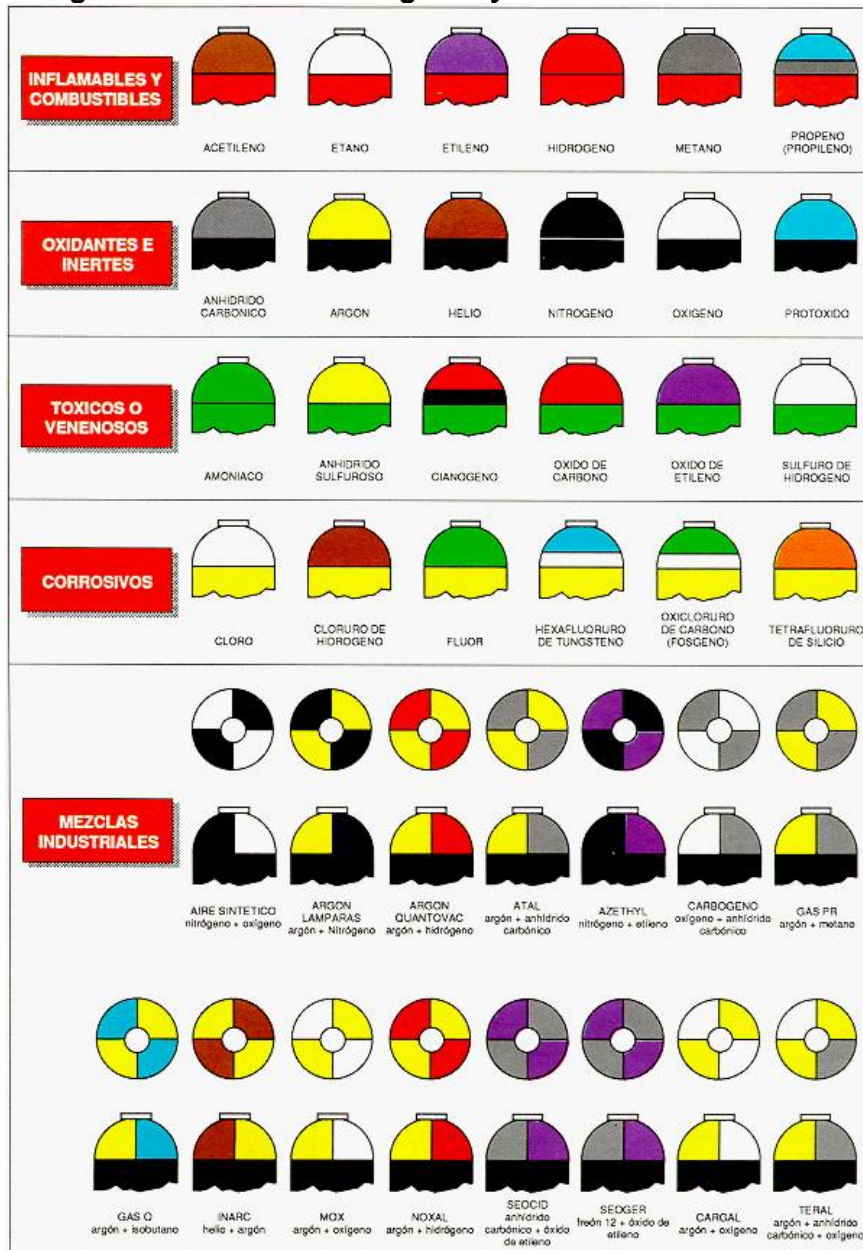 INFLAMABLES Y
COMBUSTIBLES
ACETILENO
ETANO
ETILENO
HIDROGENO
METANO
PROPENO
(PROPILENO)
OXIDANTES E
INERTES
ANHIDRIDO
CARBONICO
ARGON
HELIO
NITROGENO
OXIGENO
PROTOXIDO
TOXICOS O
VENENOSOS
AMONIACO
ANHIDRIDO
SULFUROSO
CIANOGENO
OXIDO DE
CARBONO
OXIDO DE
ETILENO
SULFURO DE
HIDROGENO
CORROSIVOS
CLORO
CLORURO DE
HIDROGENO
FLUOR
HEXAFLUORURO
DE TUNGSTENO
OXICLORURO
DE CARBONO
(FOSGENO)
TETRAFLUORURO
DE SILICIO
MEZCLAS
INDUSTRIALES
AIRE SINTETICO
nitrógeno + oxígeno
ARGON
LAMPARAS
argón + Nitrógeno
ARGON
QUANTOVAC
argón + hidrógeno
ATAL
argón + anhídrido
carbónico
AZETHYL
nitrógeno + etileno
CARBOGENO
oxígeno + anhídrido
carbónico
GAS PR
argón + metano
GAS Q
argón + isobutano
INARC
helio + argón
MOX
argón + oxígeno
NOXAL
argón + hidrógeno
SEOCID
anhídrido
carbónico + óxido
de etileno
SEOGER
freón 12 + óxido de
etileno
CARGAL
argón + oxígeno
TERAL
argón + anhídrido
carbónico + oxígeno